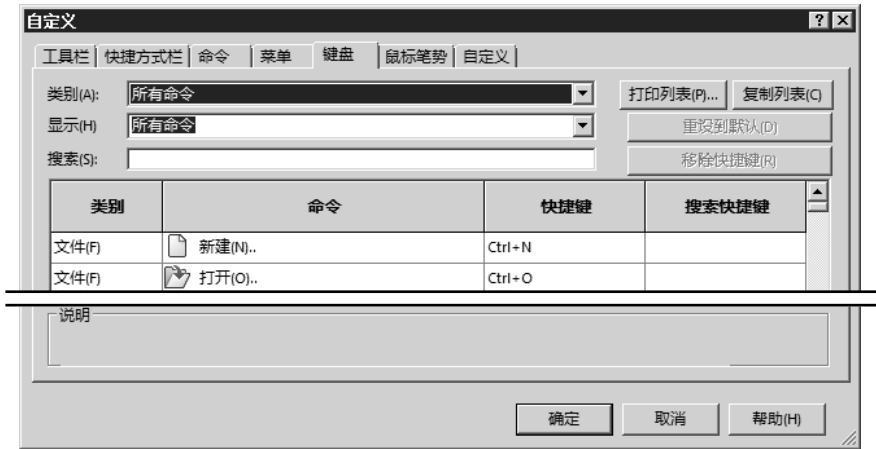 自定义
工具栏 快捷方式栏 命令 菜单 键盘 鼠标笔势 自定义
类别(A): 所有命令 打印列表(P)... 复制列表(C)
显示(H) 所有命令 重设到默认(D)
搜索(S): 移除快捷键(R)
类别 命令 快捷键 搜索快捷键
文件(F) 新建(N).. Ctrl+N
文件(F) 打开(O).. Ctrl+O
说明
确定 取消 帮助(H)